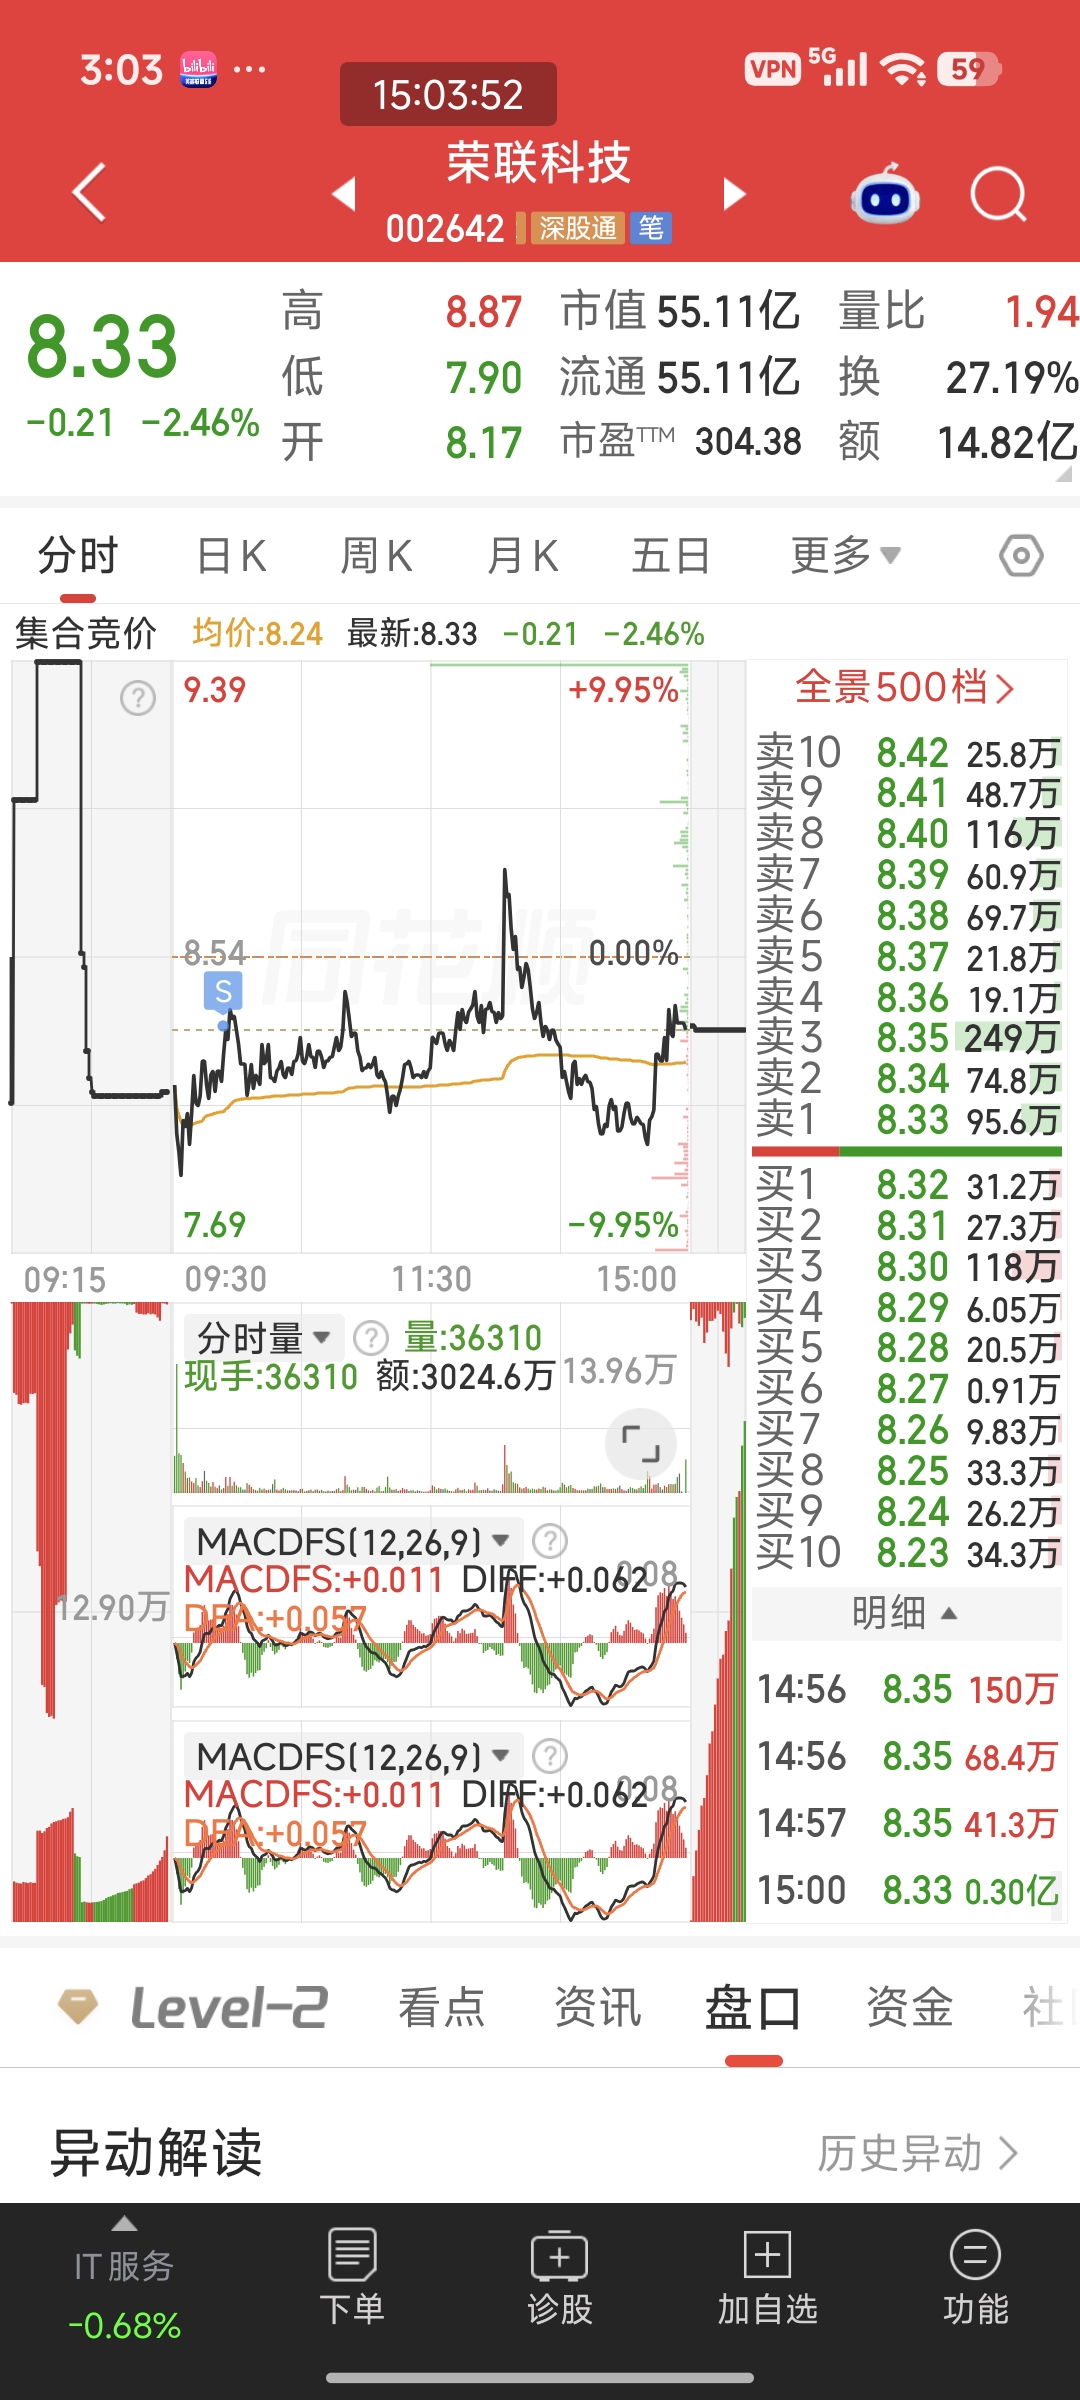 3:03 bilibili ... VPN 5G 59
15:03:52
荣联科技
002642 深股通 笔
8.33
-0.21 -2.46%
高 8.87 市值 55.11亿 量比 1.94
低 7.90 流通 55.11亿 换 27.19%
开 8.17 市盈TTM 304.38 额 14.82亿
分时 日K 周K 月K 五日 更多
集合竞价 均价:8.24 最新:8.33 -0.21 -2.46%
9.39 +9.95%
8.54 0.00%
S
同花顺
7.69 -9.95%
09:15 09:30 11:30 15:00
全景500档
卖10 8.42 25.8万
卖9 8.41 48.7万
卖8 8.40 116万
卖7 8.39 60.9万
卖6 8.38 69.7万
卖5 8.37 21.8万
卖4 8.36 19.1万
卖3 8.35 249万
卖2 8.34 74.8万
卖1 8.33 95.6万
买1 8.32 31.2万
买2 8.31 27.3万
买3 8.30 118万
买4 8.29 6.05万
买5 8.28 20.5万
买6 8.27 0.91万
买7 8.26 9.83万
买8 8.25 33.3万
买9 8.24 26.2万
买10 8.23 34.3万
明细
14:56 8.35 150万
14:56 8.35 68.4万
14:57 8.35 41.3万
15:00 8.33 0.30亿
分时量 ? 量:36310
现手:36310 额:3024.6万 13.96万
12.90万
MACDFS(12,26,9) ?
MACDFS:+0.011 DIFF:+0.062 0.08
DEA:+0.057
MACDFS(12,26,9) ?
MACDFS:+0.011 DIFF:+0.062 0.08
DEA:+0.057
Level-2 看点 资讯 盘口 资金 社
异动解读 历史异动
IT服务
-0.68%
下单 诊股 加自选 功能